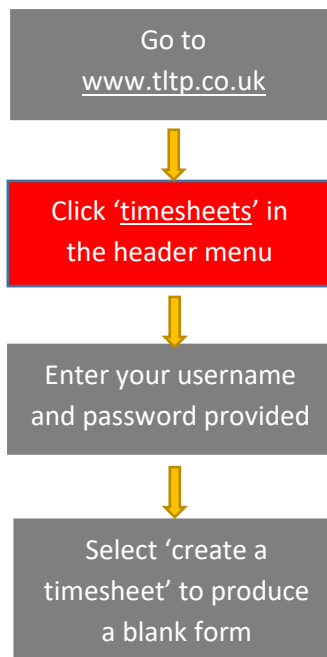 Go to
www.tltp.co.uk
Click ‘timesheets’ in
the header menu
Enter your username
and password provided
Select ‘create a
timesheet’ to produce
a blank form